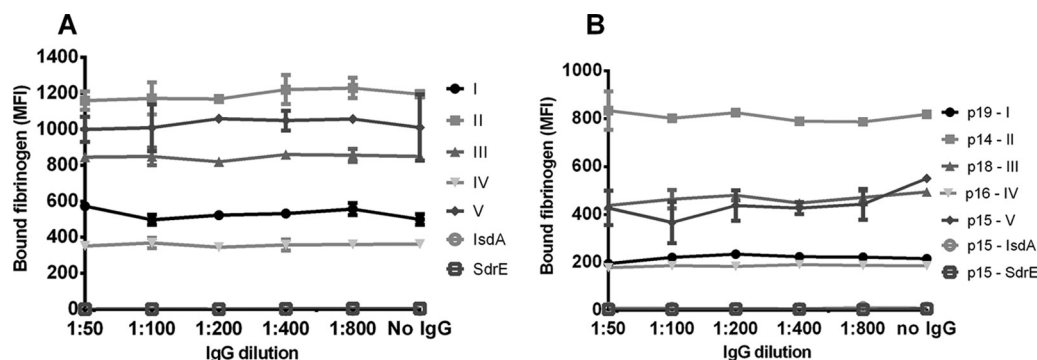 A
Bound fibrinogen (MFI)
1400
1200
1000
800
600
400
200
0
1:50 1:100 1:200 1:400 1:800 No IgG
IgG dilution
I
II
III
IV
V
IsdA
SdrE
B
Bound fibrinogen (MFI)
1000
800
600
400
200
0
1:50 1:100 1:200 1:400 1:800 no IgG
IgG dilution
p19 - I
p14 - II
p18 - III
p16 - IV
p15 - V
p15 - IsdA
p15 - SdrE